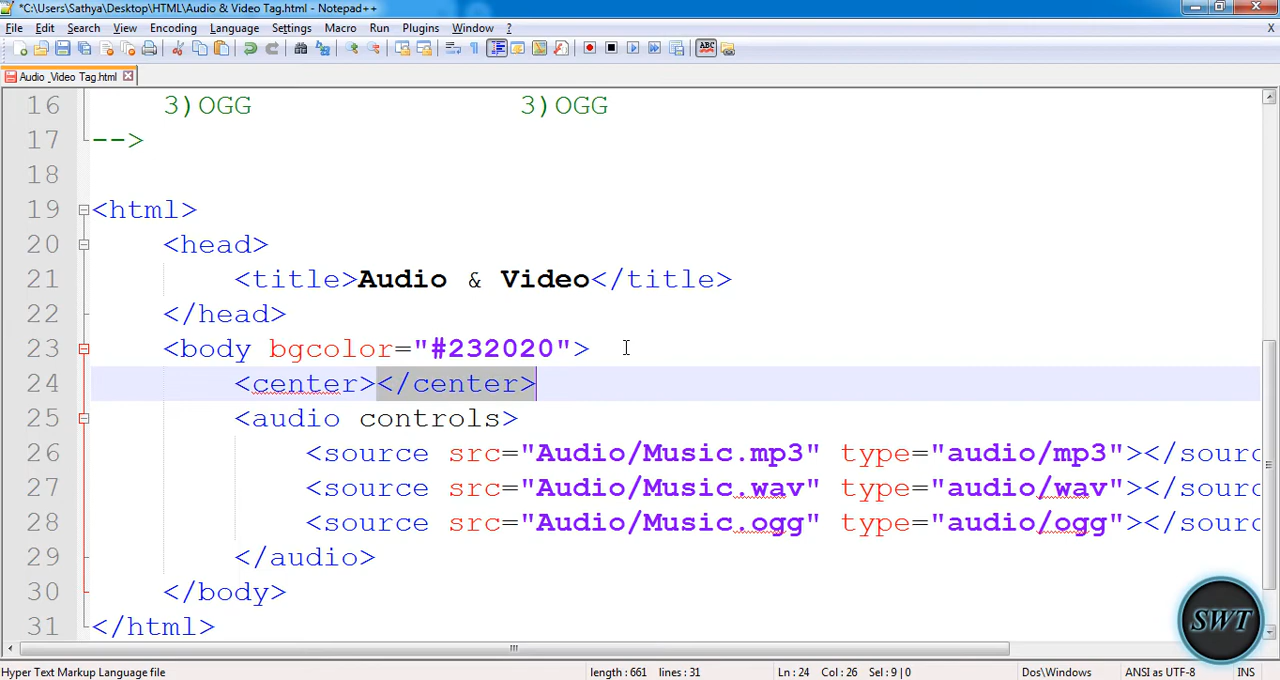 *C:\Users\Sathya\Desktop\HTML\Audio & Video Tag.html - Notepad++
File Edit Search View Encoding Language Settings Macro Run Plugins Window ? X
Audio _Video Tag.html
16 3)OGG 3)OGG
17 -->
18
19 <html>
20 <head>
21 <title>Audio & Video</title>
22 </head>
23 <body bgcolor="#232020">
24 <center></center>
25 <audio controls>
26 <source src="Audio/Music.mp3" type="audio/mp3"></sourc
27 <source src="Audio/Music.wav" type="audio/wav"></sourc
28 <source src="Audio/Music.ogg" type="audio/ogg"></sourc
29 </audio>
30 </body>
31 </html>
SWT
Hyper Text Markup Language file length : 661 lines : 31 Ln : 24 Col : 26 Sel : 9 | 0 Dos\Windows ANSI as UTF-8 INS